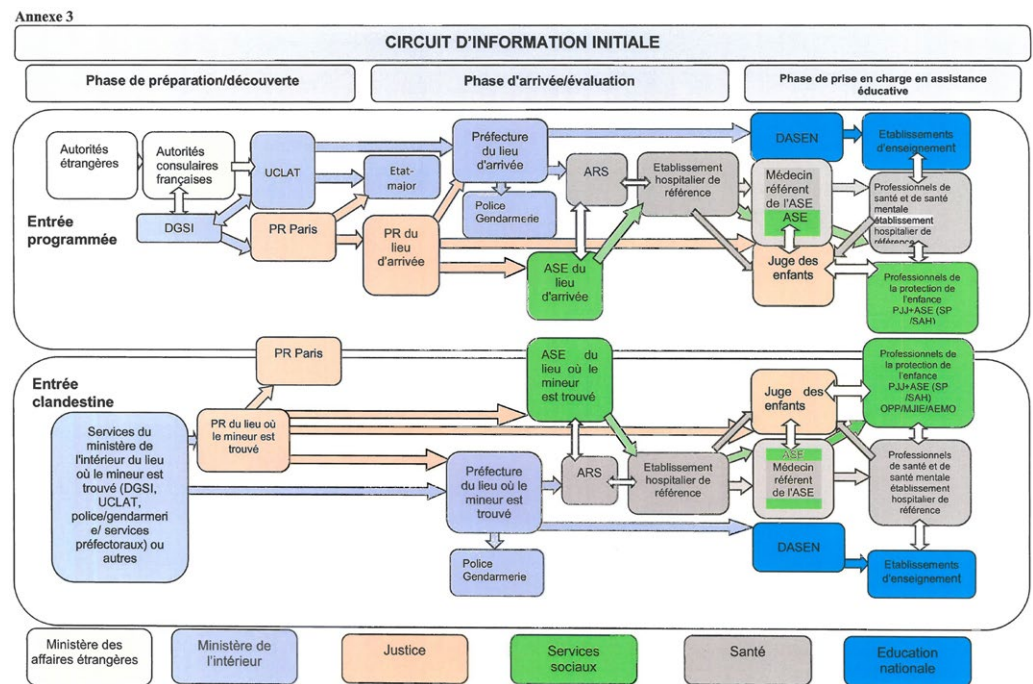 Annexe 3
CIRCUIT D'INFORMATION INITIALE
Phase de préparation/découverte
Phase d'arrivée/évaluation
Phase de prise en charge en assistance
éducative
Entrée
programmée
Autorités
étrangères
Autorités
consulaires
françaises
DGSI
UCLAT
PR Paris
Etat-
major
PR du
lieu
d'arrivée
Préfecture
du lieu
d'arrivée
Police
Gendarmerie
ASE du
lieu
d'arrivée
ARS
Etablissement
hospitalier de
référence
DASEN
Médecin
référent
de l'ASE
ASE
Juge des
enfants
Etablissements
d'enseignement
Professionnels de
santé et de santé
mentale
établissement
hospitalier de
référence
Professionnels de
la protection de
l'enfance
PJJ+ASE (SP
/SAH)
Entrée
clandestine
Services du
ministère de
l'intérieur du lieu
où le mineur est
trouvé (DGSI,
UCLAT,
police/gendarmeri
e/ services
préfectoraux) ou
autres
PR Paris
PR du lieu où
le mineur est
trouvé
Préfecture
du lieu où le
mineur est
trouvé
Police
Gendarmerie
ASE du
lieu où le
mineur
est trouvé
ARS
Etablissement
hospitalier de
référence
Juge des
enfants
ASE
Médecin
référent
de l'ASE
DASEN
Professionnels de
la protection de
l'enfance
PJJ+ASE (SP
/SAH)
OPP/MJIE/AEMO
Professionnels
de santé et de
santé mentale
établissement
hospitalier de
référence
Etablissements
d'enseignement
Ministère des
affaires étrangères
Ministère de
l'intérieur
Justice
Services
sociaux
Santé
Education
nationale